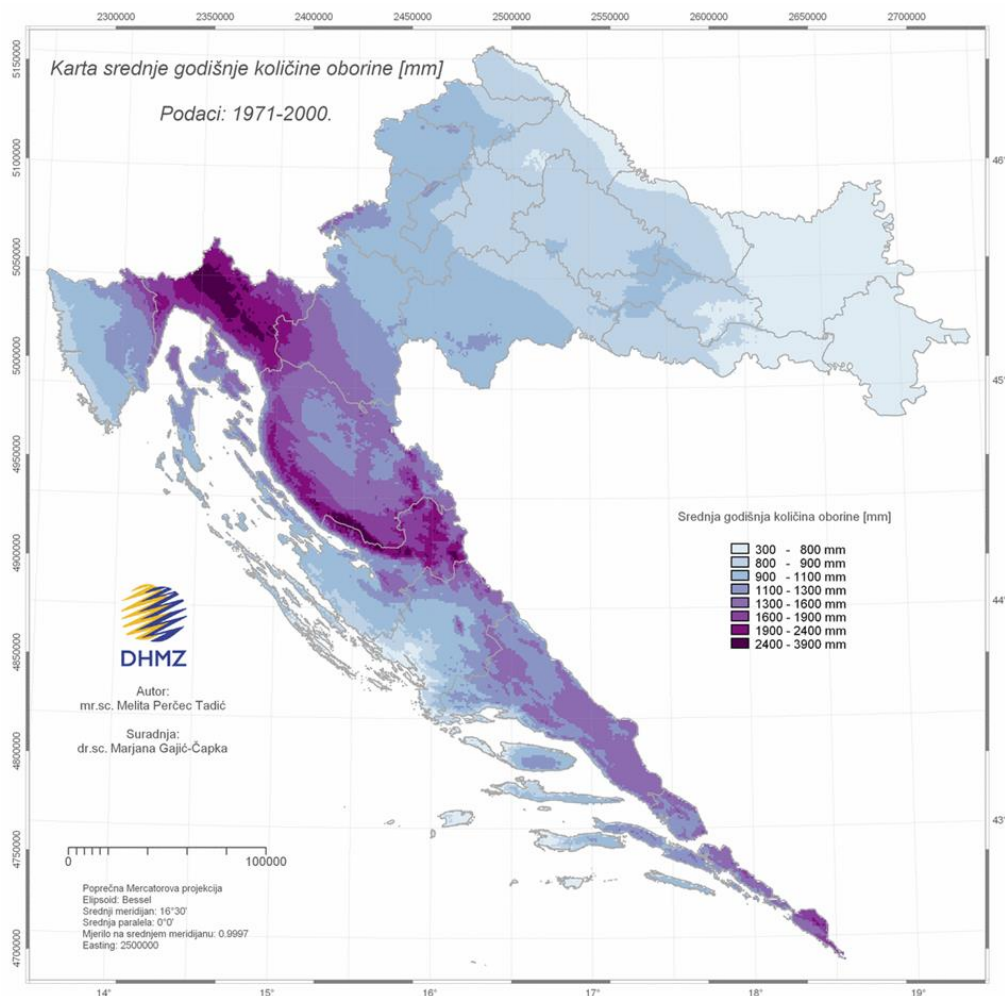 2300000 2350000 2400000 2450000 2500000 2550000 2600000 2650000 2700000
Karta srednje godišnje količine oborine [mm]
Podaci: 1971-2000.
5150000
5100000
5050000
5000000
4950000
4900000
4850000
4800000
4750000
4700000
46°
45°
44°
43°
Srednja godišnja količina oborine [mm]
300 - 800 mm
800 - 900 mm
900 - 1100 mm
1100 - 1300 mm
1300 - 1600 mm
1600 - 1900 mm
1900 - 2400 mm
2400 - 3900 mm
DHMZ
Autor:
mr.sc. Melita Perčec Tadić
Suradnja:
dr.sc. Marjana Gajić-Čapka
0 100000
Poprečna Mercatorova projekcija
Elipsoid: Bessel
Srednji meridijan: 16°30'
Srednja paralela: 0°0'
Mjerilo na srednjem meridijanu: 0.9997
Easting: 2500000
14° 15° 16° 17° 18° 19°